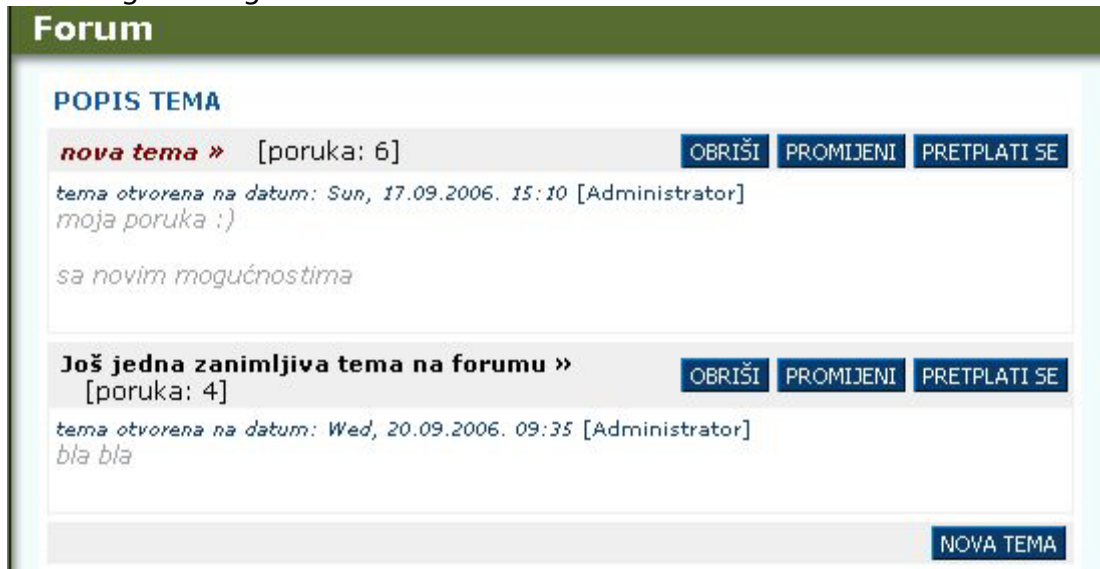 Forum
POPIS TEMA
nova tema » [poruka: 6] OBRIŠI PROMIJENI PRETPLATI SE
tema otvorena na datum: Sun, 17.09.2006. 15:10 [Administrator]
moja poruka :)
sa novim mogućnostima
Još jedna zanimljiva tema na forumu »
[poruka: 4] OBRIŠI PROMIJENI PRETPLATI SE
tema otvorena na datum: Wed, 20.09.2006. 09:35 [Administrator]
bla bla
NOVA TEMA